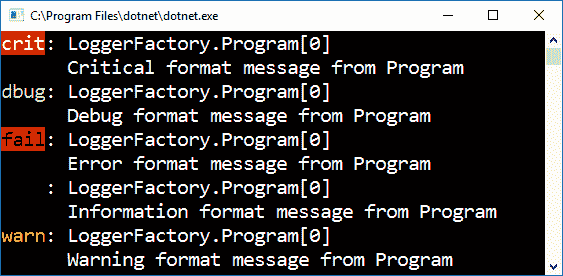 C:\Program Files\dotnet\dotnet.exe
crit: LoggerFactory.Program[0]
Critical format message from Program
dbug: LoggerFactory.Program[0]
Debug format message from Program
fail: LoggerFactory.Program[0]
Error format message from Program
: LoggerFactory.Program[0]
Information format message from Program
warn: LoggerFactory.Program[0]
Warning format message from Program